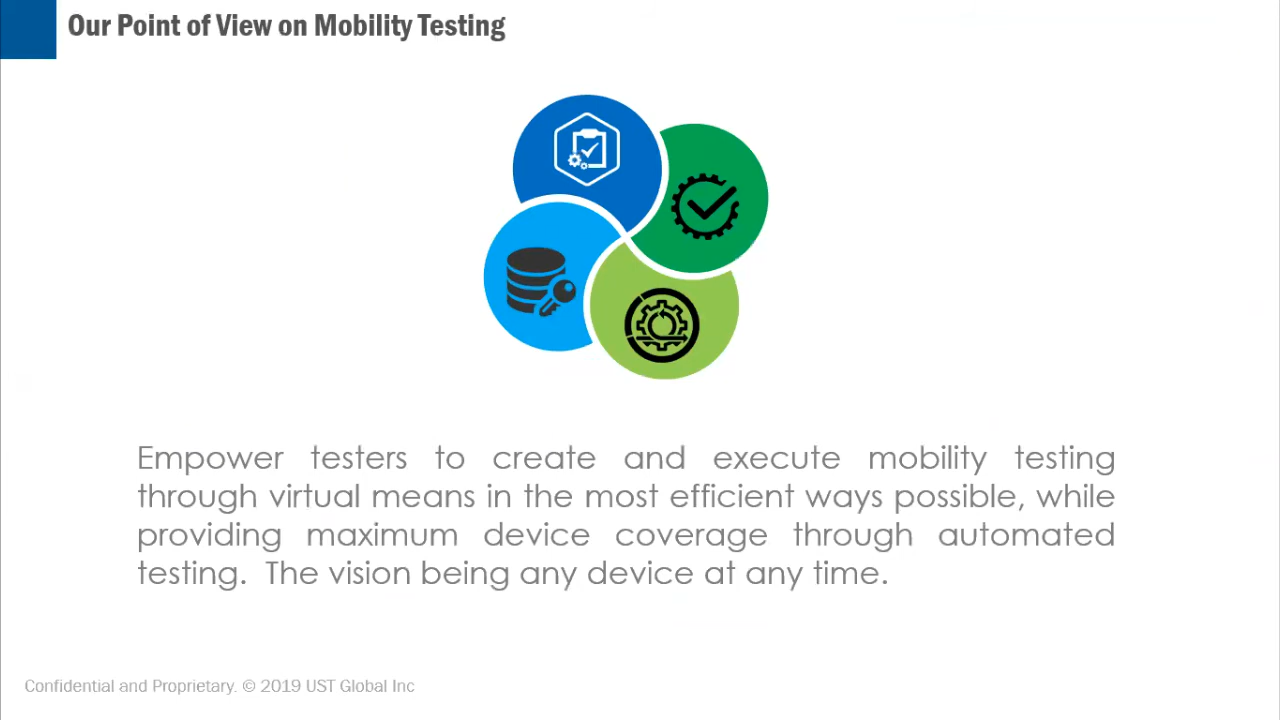 Our Point of View on Mobility Testing
Empower testers to create and execute mobility testing
through virtual means in the most efficient ways possible, while
providing maximum device coverage through automated
testing.  The vision being any device at any time.
Confidential and Proprietary. © 2019 UST Global Inc